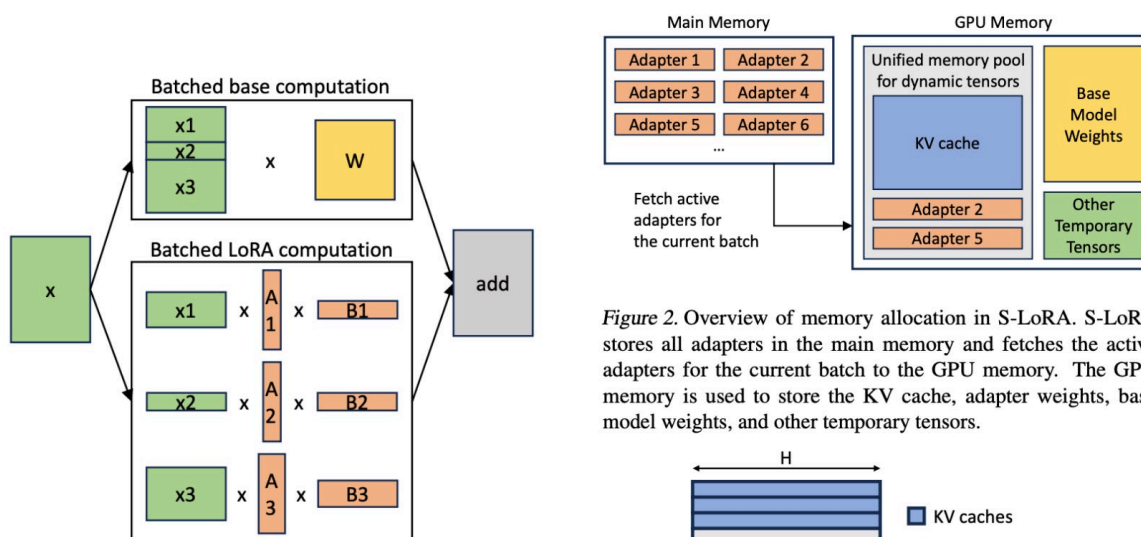 Batched base computation
x1
x2
x3
x
W
x
Batched LoRA computation
x1 x A1 x B1
x2 x A2 x B2
x3 x A3 x B3
add
Main Memory
Adapter 1 Adapter 2
Adapter 3 Adapter 4
Adapter 5 Adapter 6
...
Fetch active
adapters for
the current batch
GPU Memory
Unified memory pool
for dynamic tensors
KV cache
Adapter 2
Adapter 5
Base
Model
Weights
Other
Temporary
Tensors
Figure 2. Overview of memory allocation in S-LoRA. S-LoR
stores all adapters in the main memory and fetches the activ
adapters for the current batch to the GPU memory. The GP
memory is used to store the KV cache, adapter weights, bas
model weights, and other temporary tensors.
H
KV caches